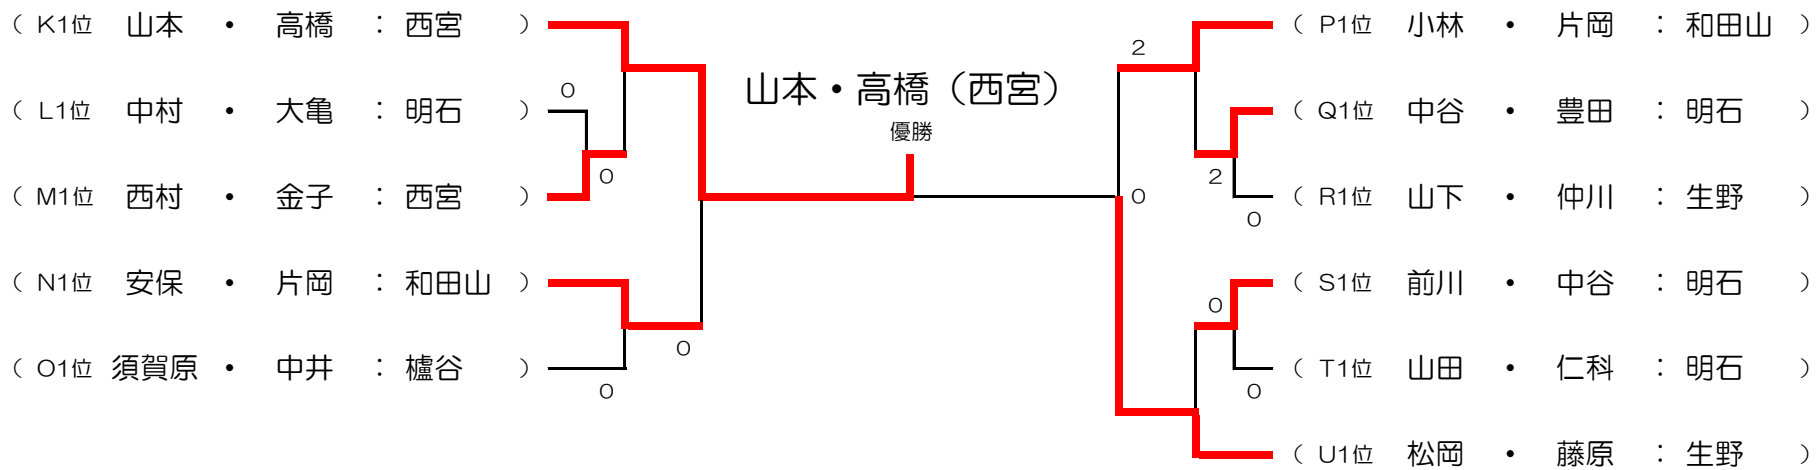 ( K1位 山本 ・ 高橋 : 西宮 )
( L1位 中村 ・ 大亀 : 明石 )
( M1位 西村 ・ 金子 : 西宮 )
( N1位 安保 ・ 片岡 : 和田山 )
( O1位 須賀原 ・ 中井 : 櫨谷 )
0
0
0
0
山本・高橋（西宮）
優勝
2
2
0
0
0
0
( P1位 小林 ・ 片岡 : 和田山 )
( Q1位 中谷 ・ 豊田 : 明石 )
( R1位 山下 ・ 仲川 : 生野 )
( S1位 前川 ・ 中谷 : 明石 )
( T1位 山田 ・ 仁科 : 明石 )
( U1位 松岡 ・ 藤原 : 生野 )